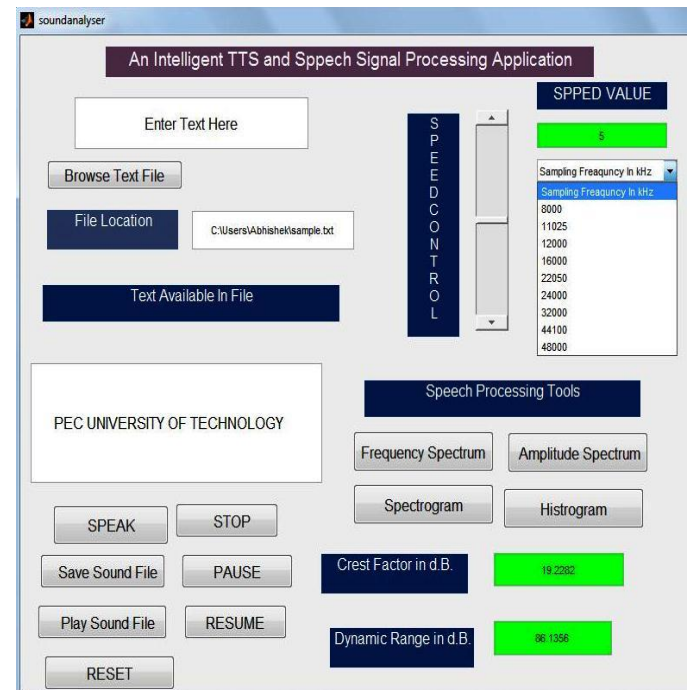 soundanalyser
An Intelligent TTS and Sppech Signal Processing Application
Enter Text Here
Browse Text File
File Location
C:\Users\Abhishek\sample.txt
Text Available In File
PEC UNIVERSITY OF TECHNOLOGY
SPEAK
STOP
Save Sound File
PAUSE
Play Sound File
RESUME
RESET
S
P
E
E
D
C
O
N
T
R
O
L
SPPED VALUE
5
Sampling Freaquncy In kHz
Sampling Freaquncy In kHz
8000
11025
12000
16000
22050
24000
32000
44100
48000
Speech Processing Tools
Frequency Spectrum
Amplitude Spectrum
Spectrogram
Histrogram
Crest Factor in d.B.
19.2282
Dynamic Range in d.B.
86.1356